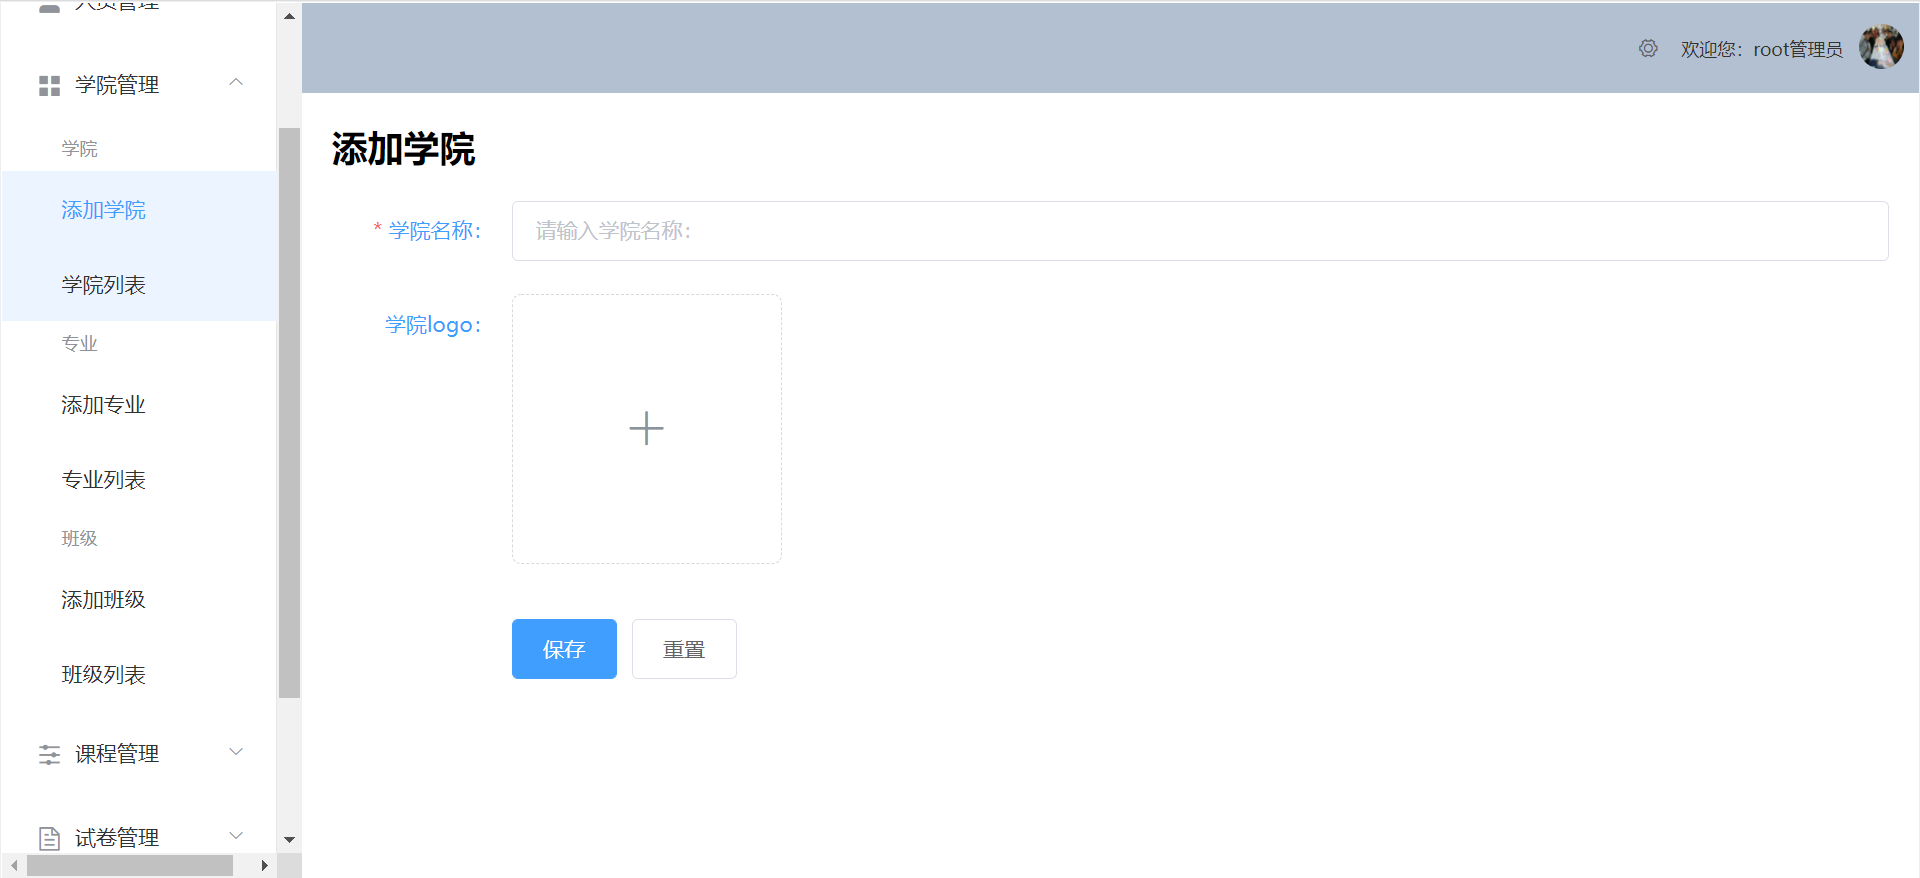 人员管理
学院管理
学院
添加学院
学院列表
专业
添加专业
专业列表
班级
添加班级
班级列表
课程管理
试卷管理
欢迎您：root管理员
添加学院
* 学院名称：
请输入学院名称：
学院logo：
保存
重置